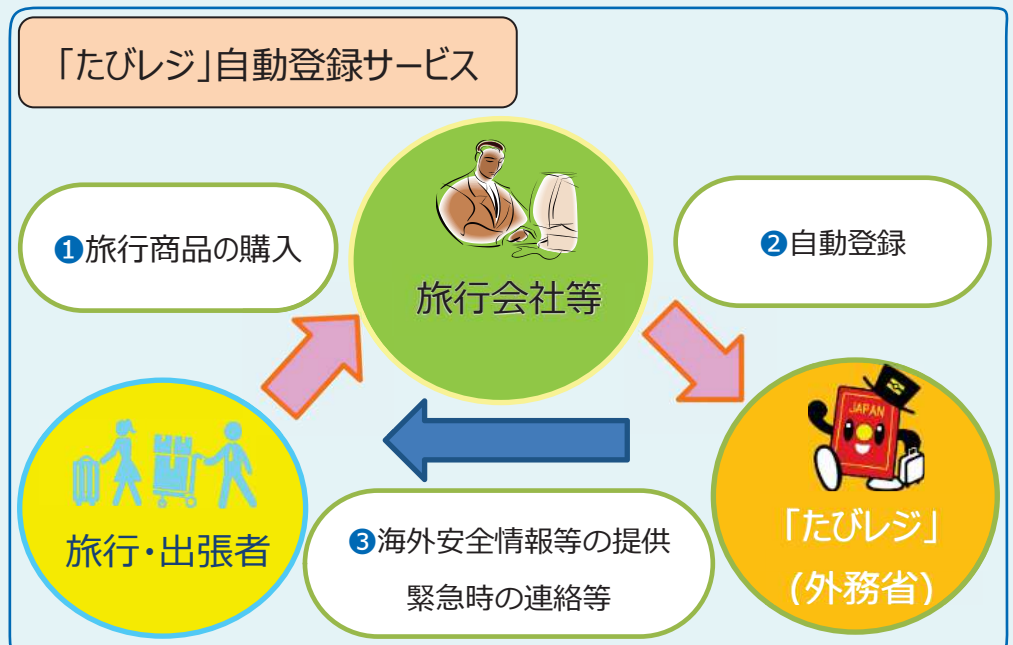 「たびレジ」自動登録サービス
❶旅行商品の購入
旅行会社等
❷自動登録
JAPAN
旅行・出張者
❸海外安全情報等の提供
緊急時の連絡等
「たびレジ」
(外務省)